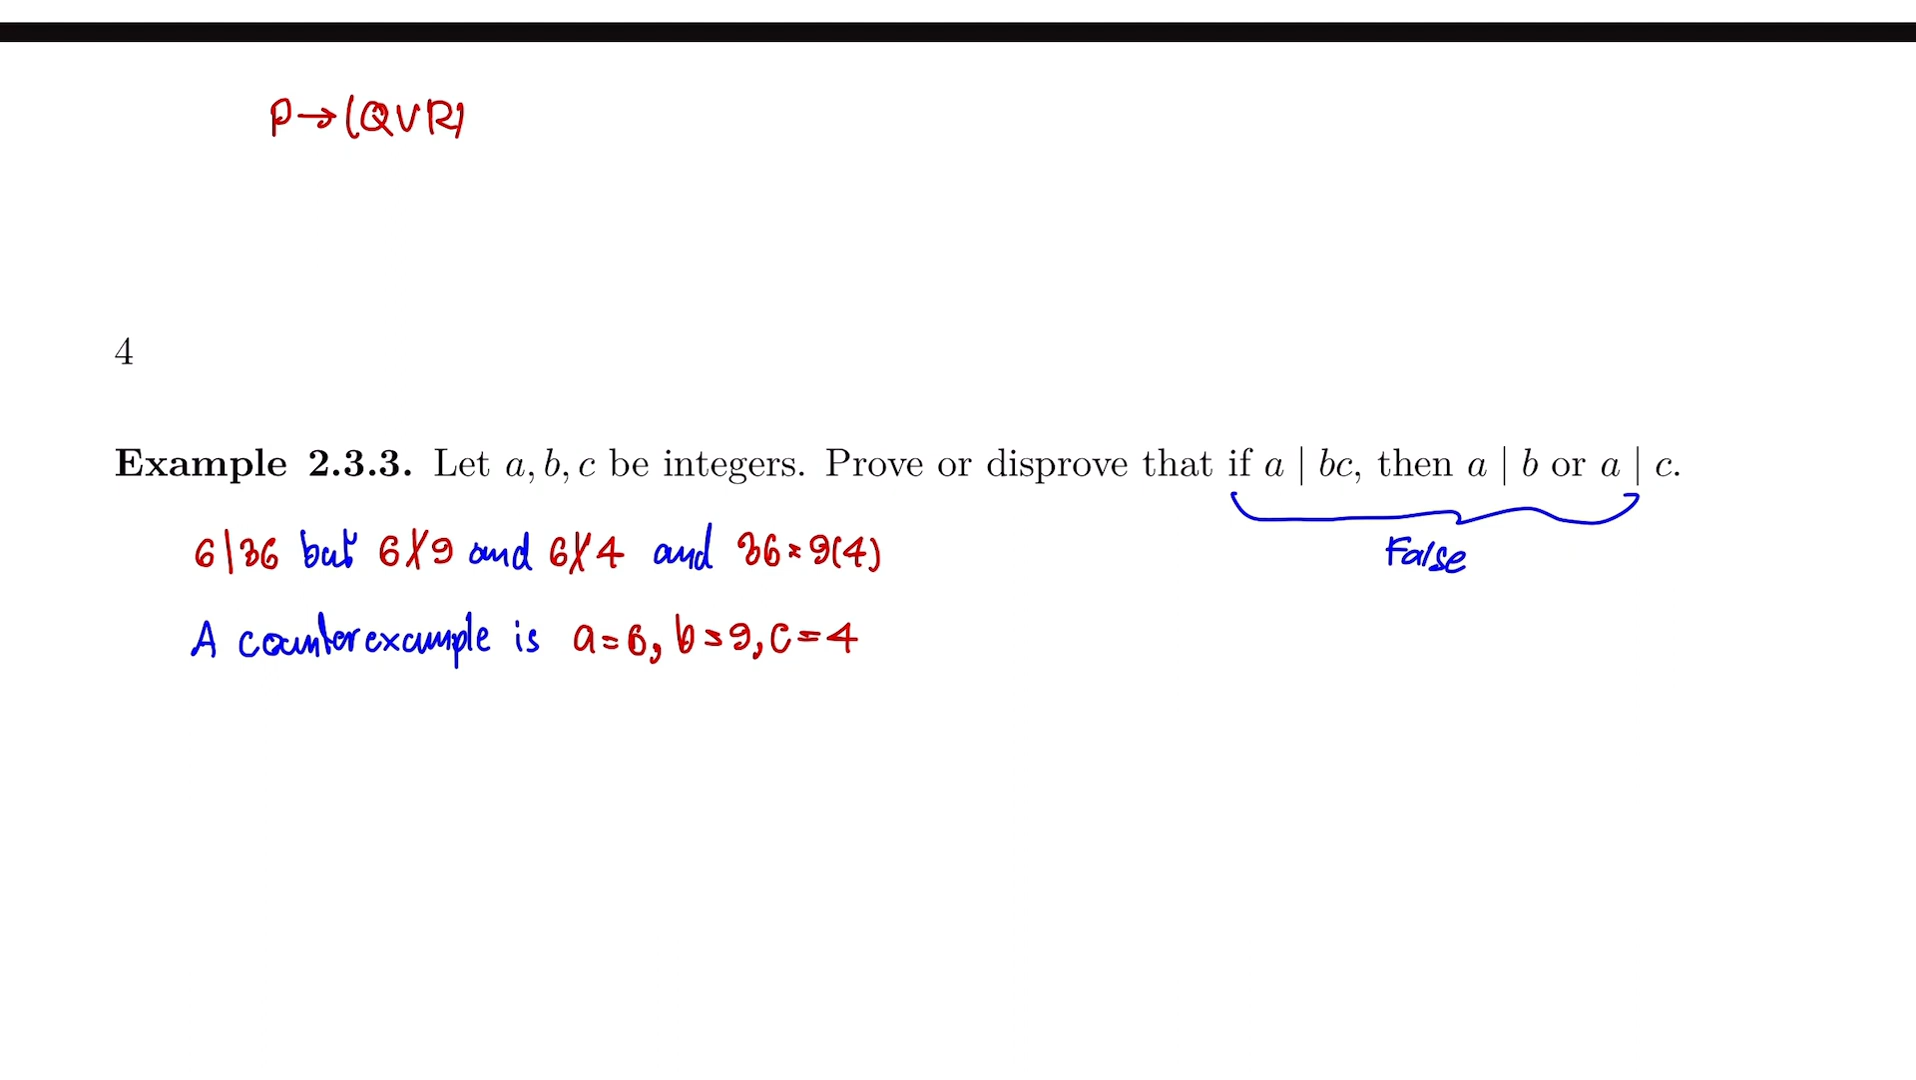 P→(Q∨R)
4
Example 2.3.3. Let a, b, c be integers. Prove or disprove that if a | bc, then a | b or a | c.
6|36 but 6∤9 and 6∤4 and 36=9(4)
False
A counterexample is a=6, b=9, c=4